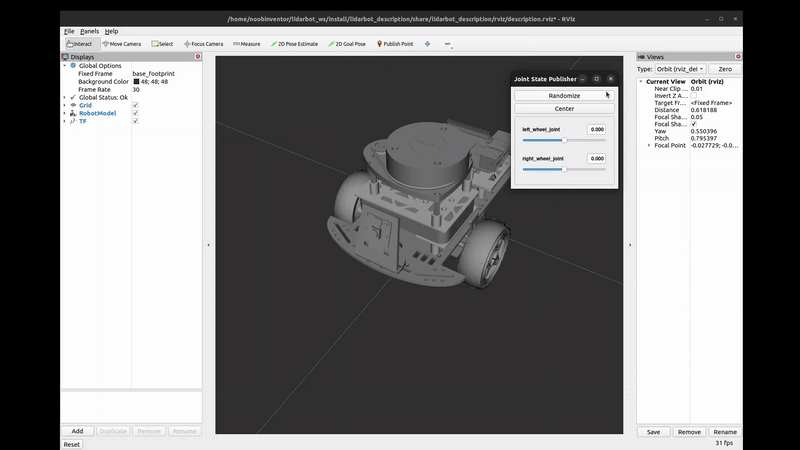 /home/noobinventor/lidarbot_ws/install/lidarbot_description/share/lidarbot_description/rviz/description.rviz* - RViz
File Panels Help
Interact Move Camera Select Focus Camera Measure 2D Pose Estimate 2D Goal Pose Publish Point
Displays
Global Options
Fixed Frame base_footprint
Background Color 48; 48; 48
Frame Rate 30
Global Status: Ok
Grid
RobotModel
TF
Add Duplicate Remove Rename
Reset
Joint State Publisher
Randomize
Center
left_wheel_joint 0.000
right_wheel_joint 0.000
Views
Type: Orbit (rviz_def Zero
Current View Orbit (rviz)
Near Clip ... 0.01
Invert Z A...
Target Fr... <Fixed Frame>
Distance 0.618188
Focal Sha... 0.05
Focal Sha...
Yaw 0.550396
Pitch 0.795397
Focal Point -0.027729; -0.0...
Save Remove Rename
31 fps